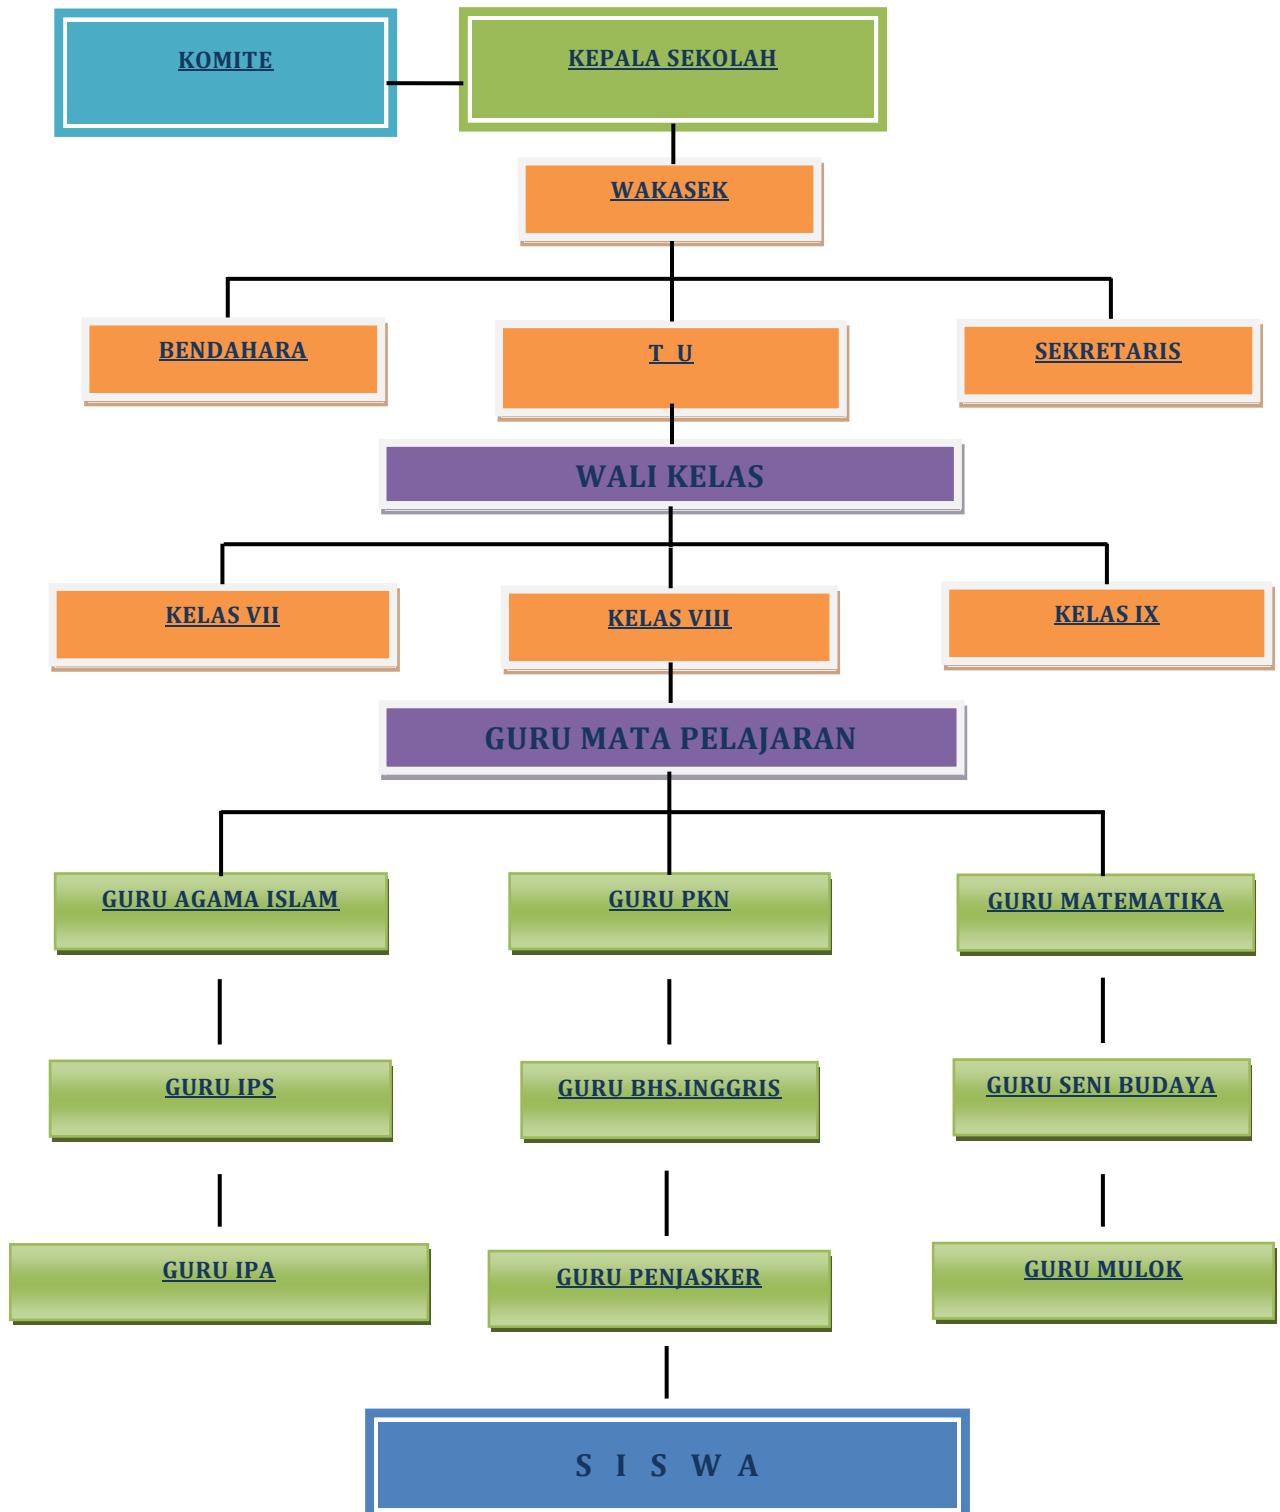 KOMITE
KEPALA SEKOLAH
WAKASEK
BENDAHARA
T U
SEKRETARIS
WALI KELAS
KELAS VII
KELAS VIII
KELAS IX
GURU MATA PELAJARAN
GURU AGAMA ISLAM
GURU PKN
GURU MATEMATIKA
GURU IPS
GURU BHS.INGGRIS
GURU SENI BUDAYA
GURU IPA
GURU PENJASKER
GURU MULOK
S I S W A